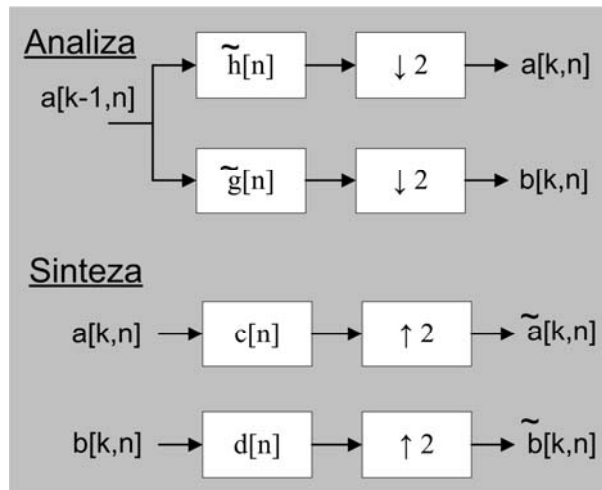 Analiza
a[k-1,n]
h̃[n]
↓ 2
a[k,n]
g̃[n]
↓ 2
b[k,n]
Sinteza
a[k,n]
c[n]
↑ 2
ã[k,n]
b[k,n]
d[n]
↑ 2
b̃[k,n]